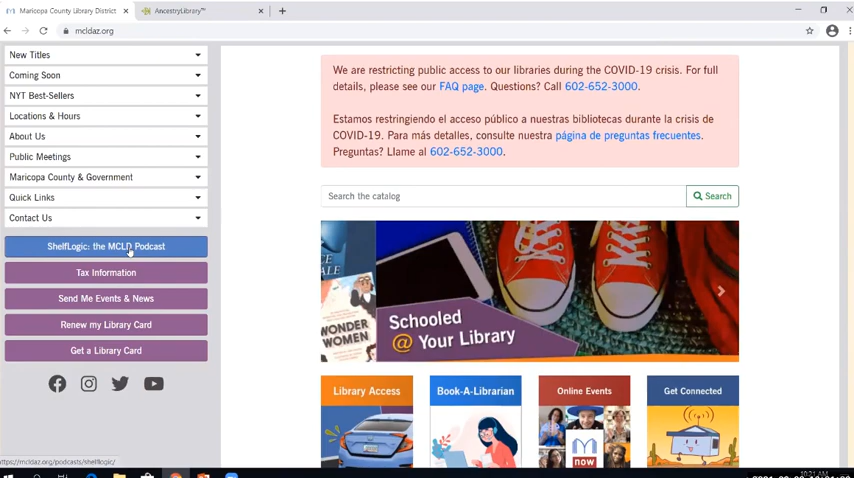 Maricopa County Library District
AncestryLibrary™
mcldaz.org
New Titles
Coming Soon
NYT Best-Sellers
Locations & Hours
About Us
Public Meetings
Maricopa County & Government
Quick Links
Contact Us
ShelfLogic: the MCLD Podcast
Tax Information
Send Me Events & News
Renew my Library Card
Get a Library Card
We are restricting public access to our libraries during the COVID-19 crisis. For full
details, please see our FAQ page. Questions? Call 602-652-3000.
Estamos restringiendo el acceso público a nuestras bibliotecas durante la crisis de
COVID-19. Para más detalles, consulte nuestra página de preguntas frecuentes.
Preguntas? Llame al 602-652-3000.
Search the catalog
Search
WONDER
WOMEN
Schooled
@ Your Library
Library Access
Book-A-Librarian
Online Events
Get Connected
now
https://mcldaz.org/podcasts/shelflogic/